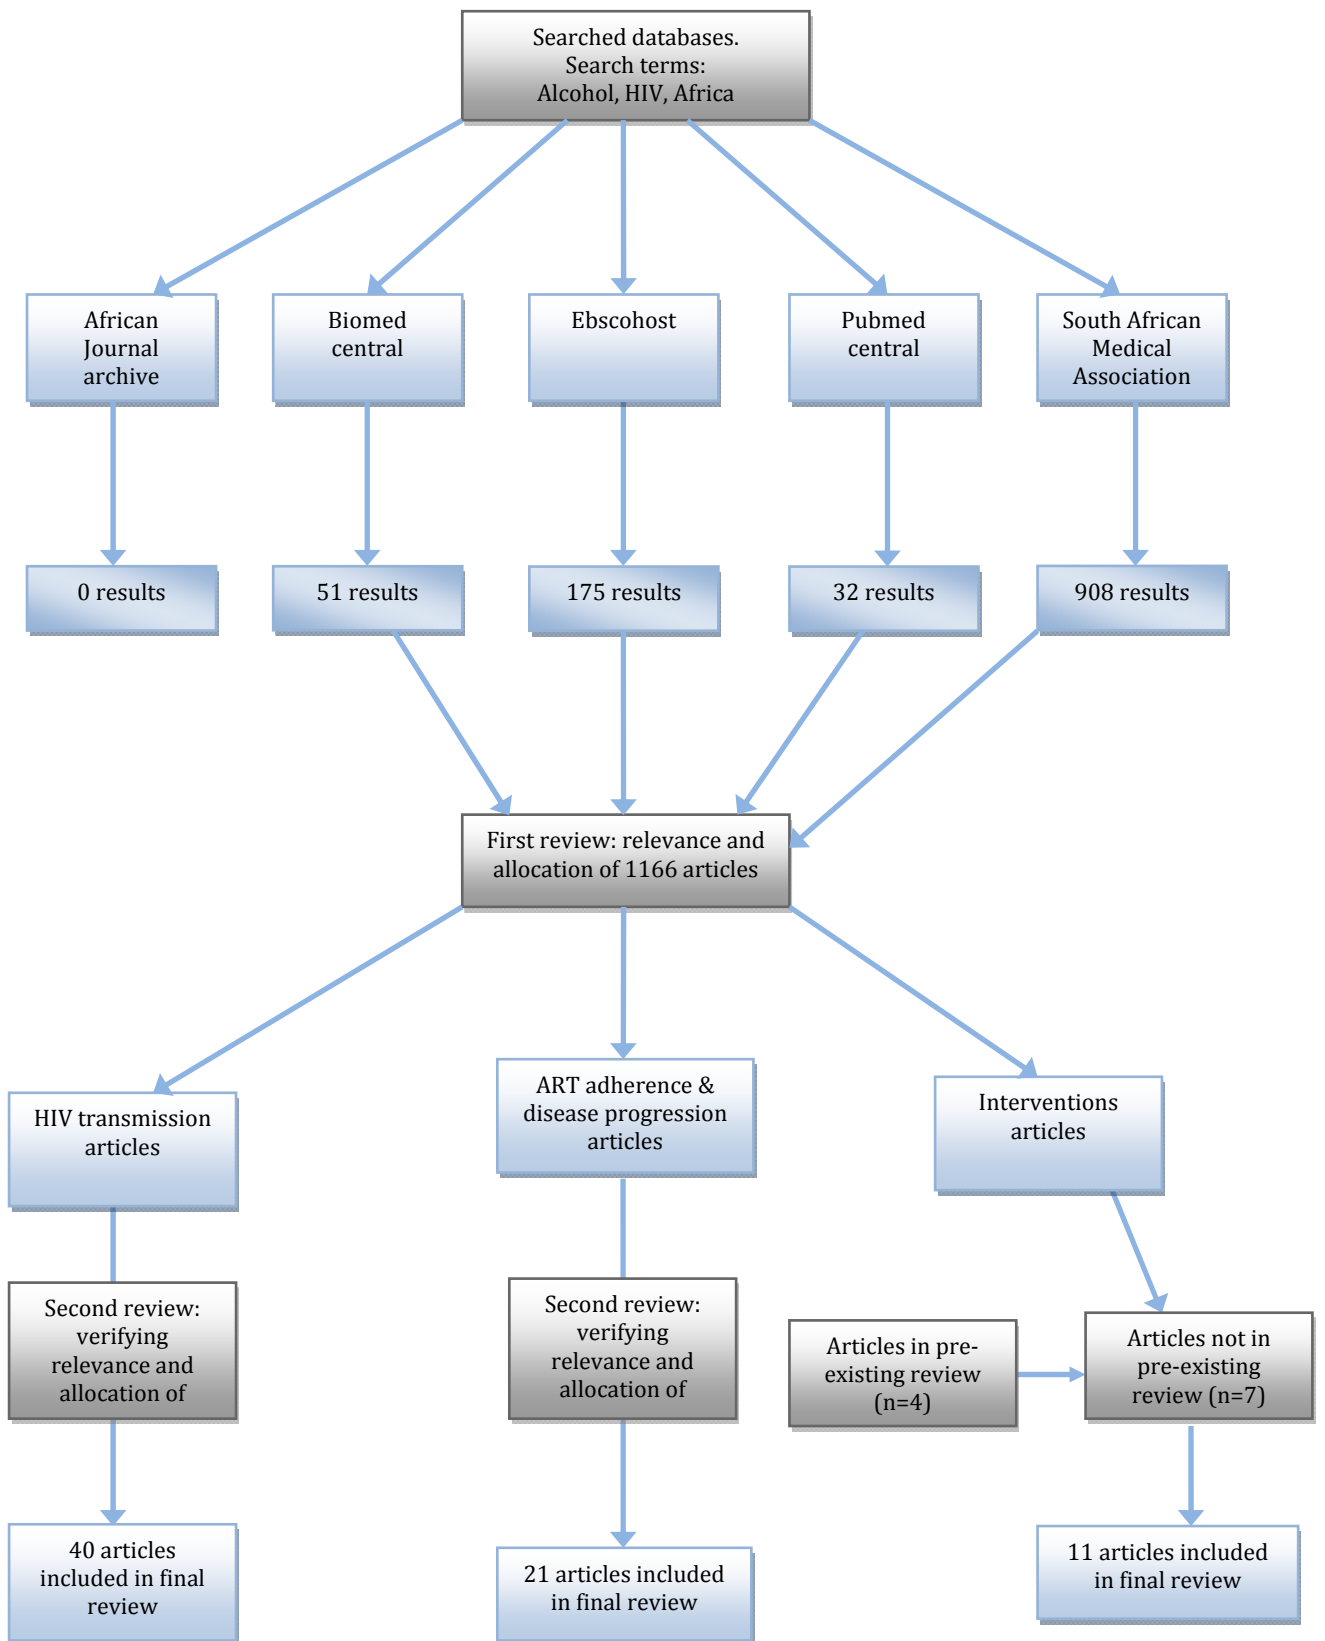 Searched databases.
Search terms:
Alcohol, HIV, Africa
African
Journal
archive
Biomed
central
Ebscohost
Pubmed
central
South African
Medical
Association
0 results
51 results
175 results
32 results
908 results
First review: relevance and
allocation of 1166 articles
HIV transmission
articles
ART adherence &
disease progression
articles
Interventions
articles
Second review:
verifying
relevance and
allocation of
Second review:
verifying
relevance and
allocation of
Articles in pre-
existing review
(n=4)
Articles not in
pre-existing
review (n=7)
40 articles
included in final
review
21 articles included
in final review
11 articles included
in final review